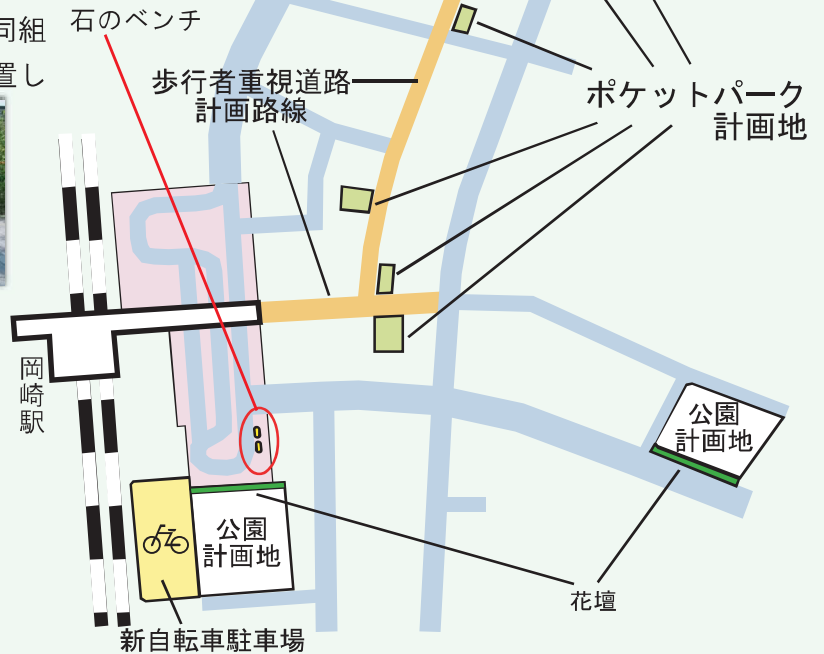 同組
置し
石のベンチ
歩行者重視道路
計画路線
ポケットパーク
計画地
岡崎駅
公園
計画地
公園
計画地
花壇
新自転車駐車場